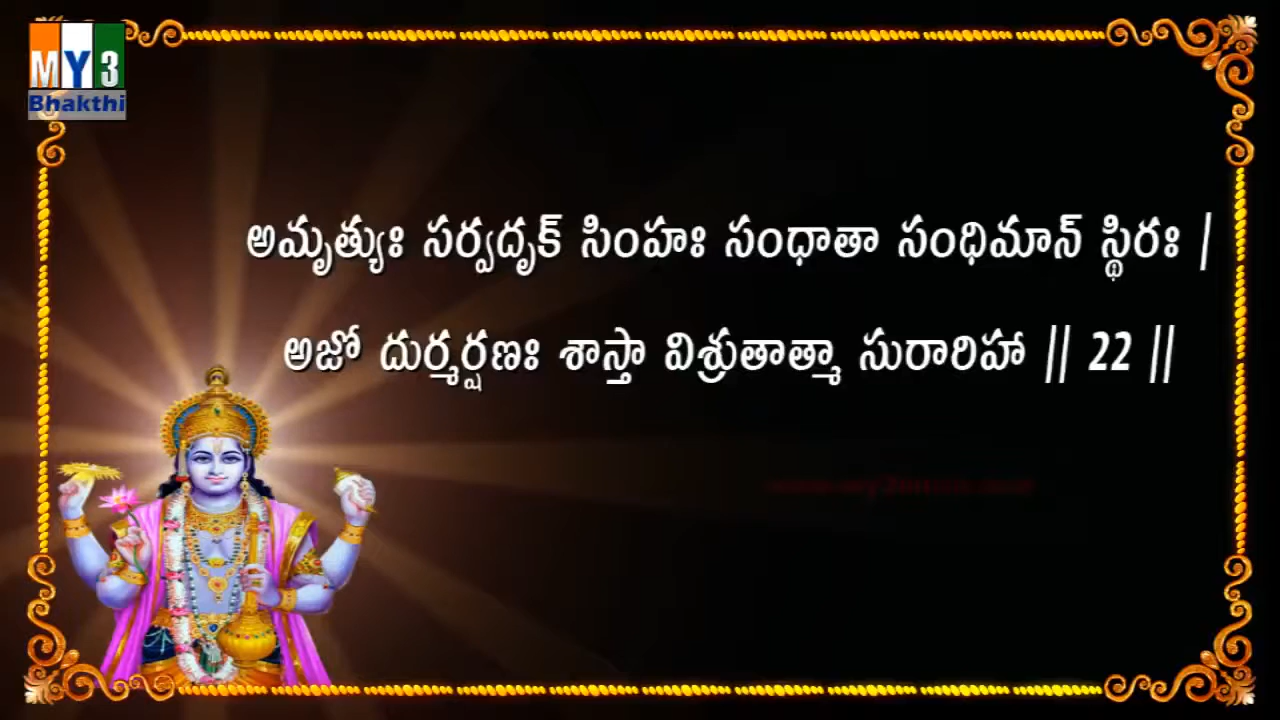 MY3
Bhakthi
అమృత్యుః సర్వదృక్ సింహః సంధాతా సంధిమాన్ స్థిరః |
అజో దుర్మర్షణః శాస్తా విశ్రుతాత్మా సురారిహా || 22 ||